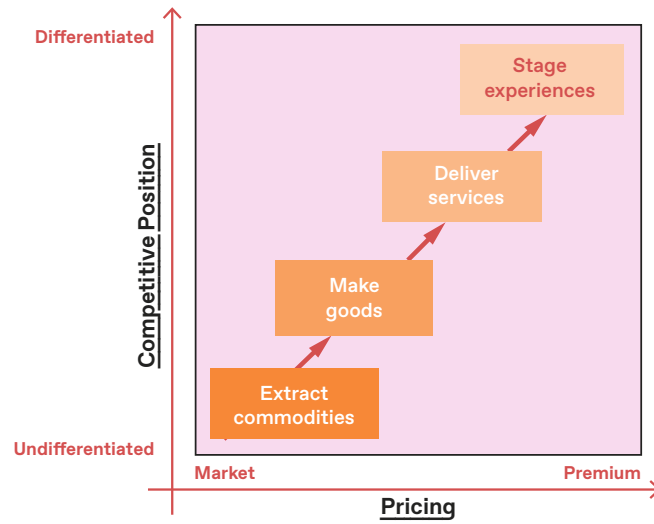 Differentiated
Stage
experiences
Deliver
services
Competitive Position
Make
goods
Extract
commodities
Undifferentiated
Market
Premium
Pricing